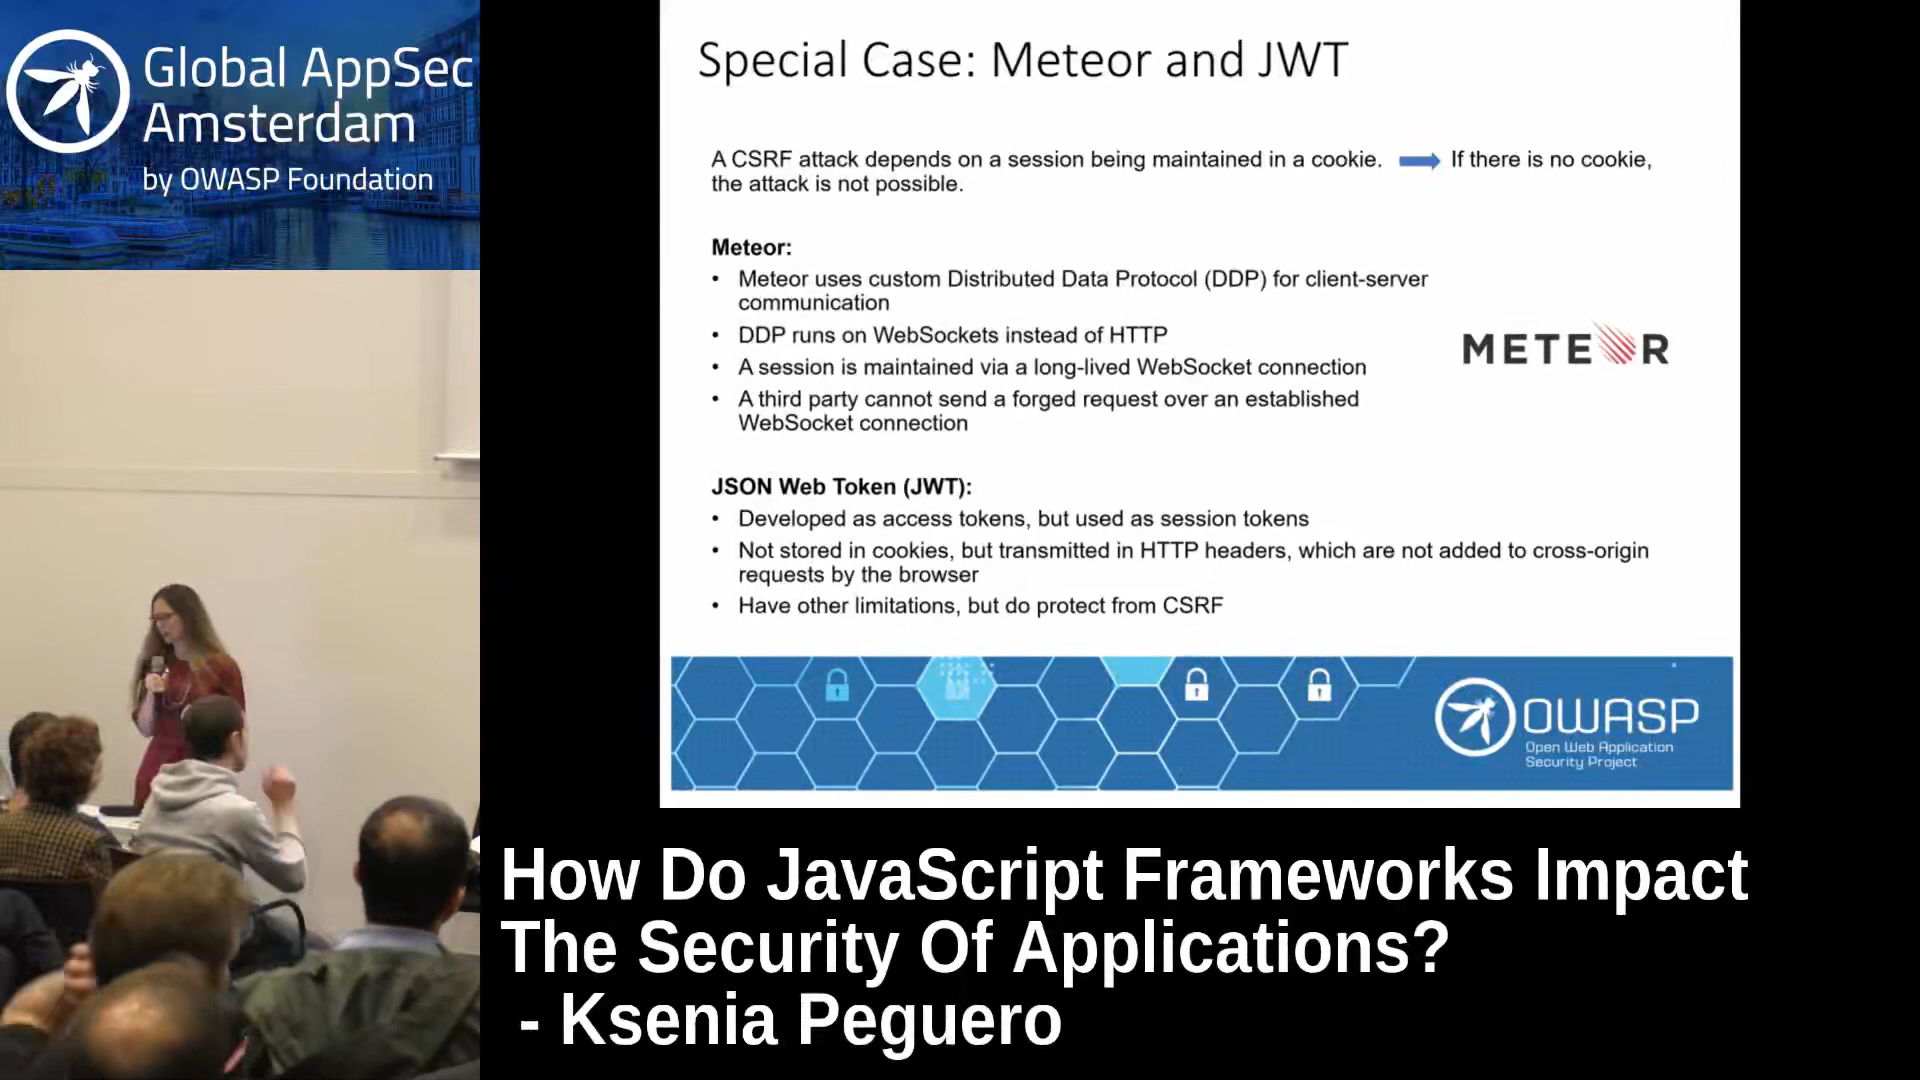 Global AppSec
Amsterdam
by OWASP Foundation
Special Case: Meteor and JWT
A CSRF attack depends on a session being maintained in a cookie. If there is no cookie,
the attack is not possible.
Meteor:
• Meteor uses custom Distributed Data Protocol (DDP) for client-server
communication
• DDP runs on WebSockets instead of HTTP
• A session is maintained via a long-lived WebSocket connection
• A third party cannot send a forged request over an established
WebSocket connection
METEOR
JSON Web Token (JWT):
• Developed as access tokens, but used as session tokens
• Not stored in cookies, but transmitted in HTTP headers, which are not added to cross-origin
requests by the browser
• Have other limitations, but do protect from CSRF
OWASP
Open Web Application
Security Project
How Do JavaScript Frameworks Impact
The Security Of Applications?
- Ksenia Peguero